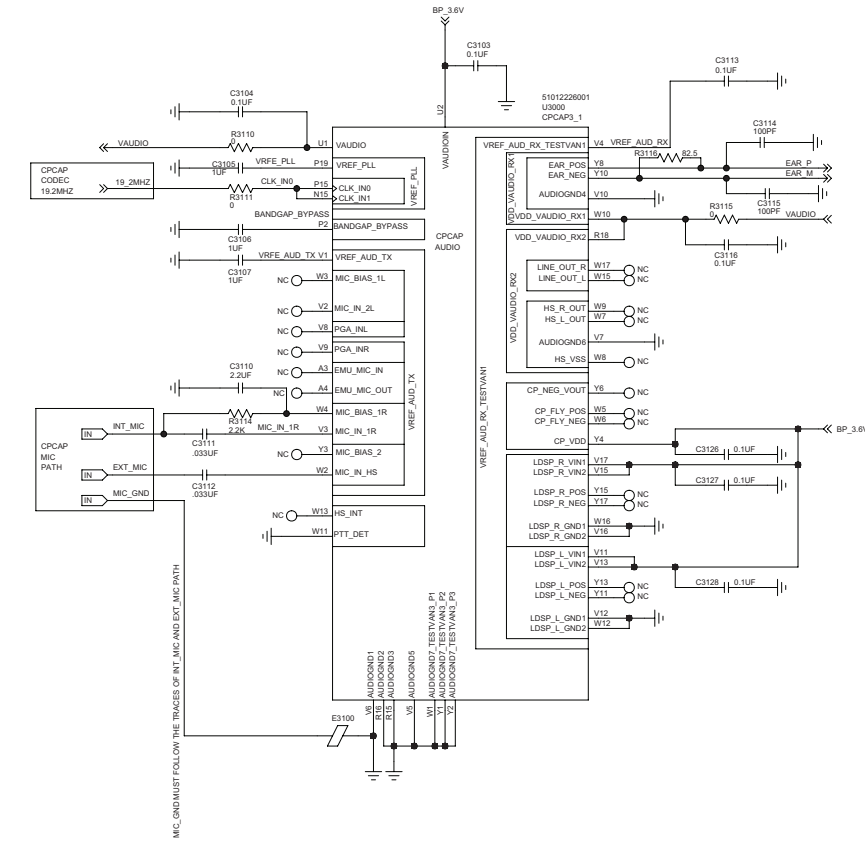 BP_3.6V
C3103
0.1UF
C3113
0.1UF
C3104
0.1UF
51012226001
U3000
CPCAP3_1
U2
VAUDIOIN
C3114
100PF
VAUDIO
R3110
0
U1
VAUDIO
VREF_AUD_RX_TESTVAN1
V4
VREF_AUD_RX
R3116
82.5
CPCAP
CODEC
19.2MHZ
C3105
1UF
VRFE_PLL
P19
VREF_PLL
VREF_PLL
19_2MHZ
R3111
0
CLK_IN0
P15
CLK_IN0
N15
CLK_IN1
VDD_VAUDIO_RX1
EAR_POS
Y8
EAR_P
EAR_NEG
Y10
EAR_M
AUDIOGND4
V10
C3115
100PF
BANDGAP_BYPASS
P2
BANDGAP_BYPASS
C3106
1UF
VDD_VAUDIO_RX1
W10
R3115
0
VAUDIO
VDD_VAUDIO_RX2
R18
C3116
0.1UF
CPCAP
AUDIO
VRFE_AUD_TX
V1
VREF_AUD_TX
C3107
1UF
NC
W3
MIC_BIAS_1L
NC
V2
MIC_IN_2L
NC
V8
PGA_INL
NC
V9
PGA_INR
NC
A3
EMU_MIC_IN
NC
A4
EMU_MIC_OUT
VREF_AUD_TX
VDD_VAUDIO_RX2
LINE_OUT_R
W17
NC
LINE_OUT_L
W15
NC
HS_R_OUT
W9
NC
HS_L_OUT
W7
NC
AUDIOGND6
V7
HS_VSS
W8
NC
C3110
2.2UF
R3114
2.2K
W4
MIC_BIAS_1R
CPCAP
MIC
PATH
IN
INT_MIC
C3111
.033UF
MIC_IN_1R
V3
MIC_IN_1R
NC
Y3
MIC_BIAS_2
IN
EXT_MIC
C3112
.033UF
W2
MIC_IN_HS
IN
MIC_GND
VREF_AUD_RX_TESTVAN1
CP_NEG_VOUT
Y6
NC
CP_FLY_POS
W5
NC
CP_FLY_NEG
W6
NC
CP_VDD
Y4
BP_3.6V
C3126
0.1UF
LDSP_R_VIN1
V17
LDSP_R_VIN2
V15
C3127
0.1UF
LDSP_R_POS
Y15
NC
LDSP_R_NEG
Y17
NC
NC
W13
HS_INT
W11
PTT_DET
LDSP_R_GND1
W16
LDSP_R_GND2
V16
LDSP_L_VIN1
V11
LDSP_L_VIN2
V13
C3128
0.1UF
LDSP_L_POS
Y13
NC
LDSP_L_NEG
Y11
NC
LDSP_L_GND1
V12
LDSP_L_GND2
W12
AUDIOGND1
AUDIOGND2
AUDIOGND3
AUDIOGND5
AUDIOGND7_TESTVAN3_P1
AUDIOGND7_TESTVAN3_P2
AUDIOGND7_TESTVAN3_P3
V6
R16
R15
V5
W1
Y1
Y2
E3100
MIC_GND MUST FOLLOW THE TRACES OF INT_MIC AND EXT_MIC PATH